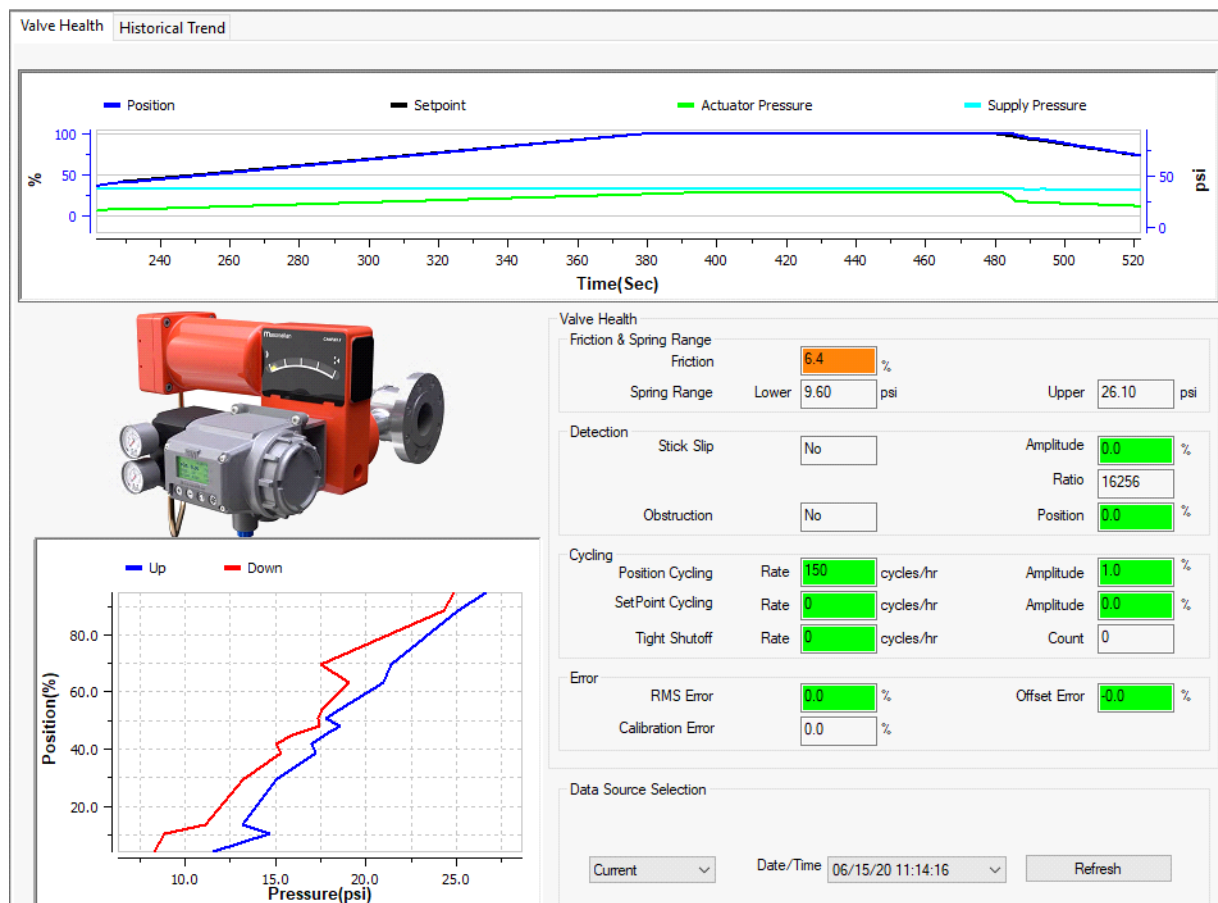 Valve Health Historical Trend
Position Setpoint Actuator Pressure Supply Pressure
100
50
0
%
50
0
psi
240 260 280 300 320 340 360 380 400 420 440 460 480 500 520
Time(Sec)
Masoneilan
Valve Health
Friction & Spring Range
Friction 6.4 %
Spring Range Lower 9.60 psi Upper 26.10 psi
Detection
Stick Slip No Amplitude 0.0 %
Ratio 16256
Obstruction No Position 0.0 %
Cycling
Position Cycling Rate 150 cycles/hr Amplitude 1.0 %
SetPoint Cycling Rate 0 cycles/hr Amplitude 0.0 %
Tight Shutoff Rate 0 cycles/hr Count 0
Error
RMS Error 0.0 % Offset Error -0.0 %
Calibration Error 0.0 %
Data Source Selection
Current Date/Time 06/15/20 11:14:16 Refresh
Up Down
80.0
60.0
40.0
20.0
Position(%)
10.0 15.0 20.0 25.0
Pressure(psi)